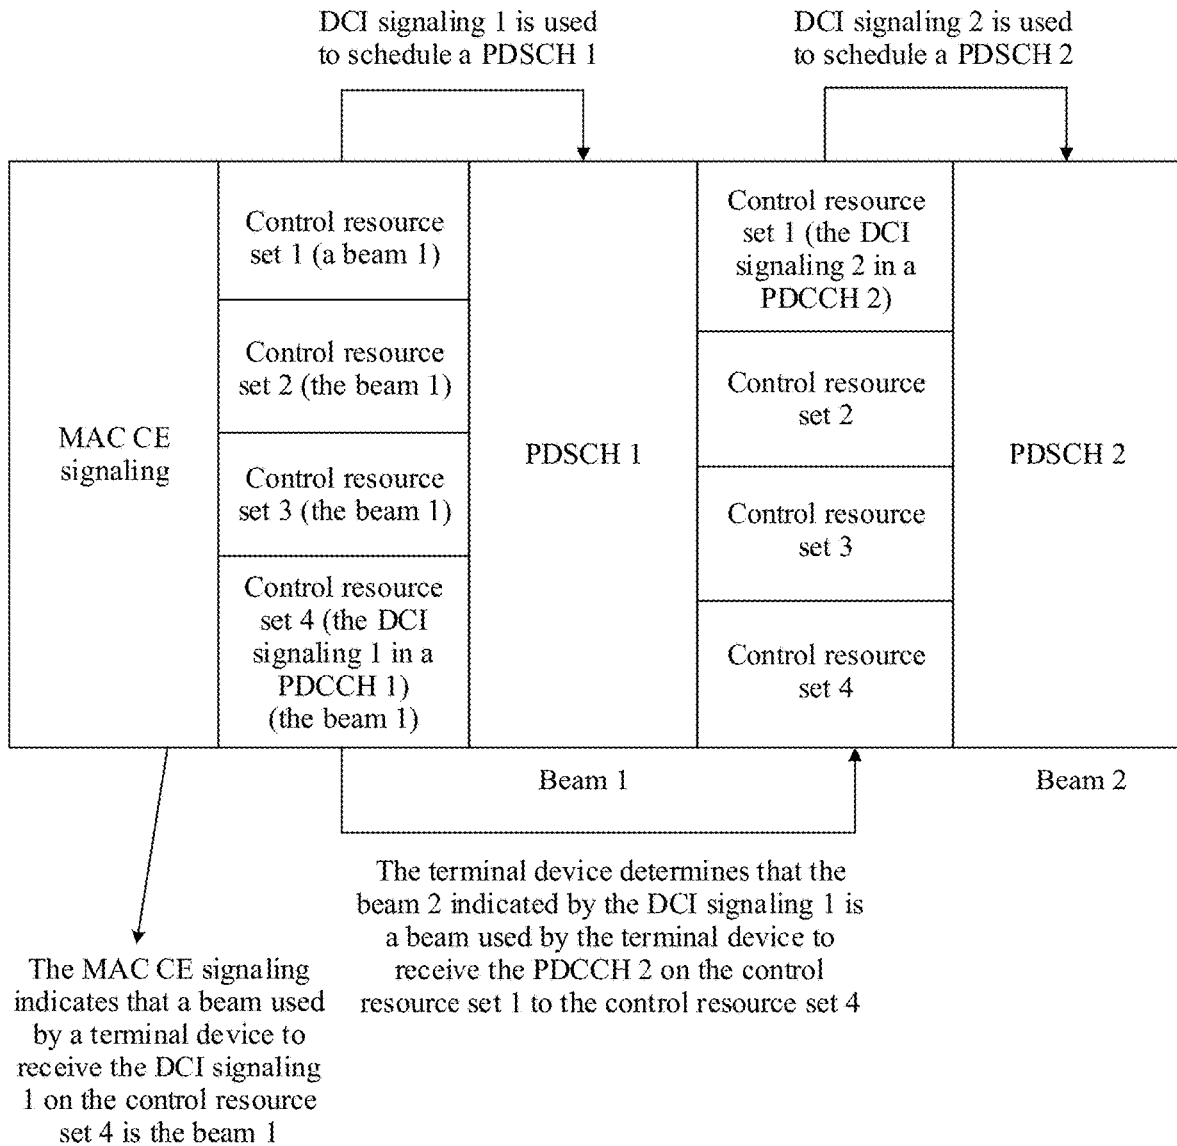 DCI signaling 1 is used
to schedule a PDSCH 1
DCI signaling 2 is used
to schedule a PDSCH 2
MAC CE
signaling
Control resource
set 1 (a beam 1)
Control resource
set 2 (the beam 1)
Control resource
set 3 (the beam 1)
Control resource
set 4 (the DCI
signaling 1 in a
PDCCH 1)
(the beam 1)
PDSCH 1
Control resource
set 1 (the DCI
signaling 2 in a
PDCCH 2)
Control resource
set 2
Control resource
set 3
Control resource
set 4
PDSCH 2
Beam 1
Beam 2
The terminal device determines that the
beam 2 indicated by the DCI signaling 1 is
a beam used by the terminal device to
receive the PDCCH 2 on the control
resource set 1 to the control resource set 4
The MAC CE signaling
indicates that a beam used
by a terminal device to
receive the DCI signaling
1 on the control resource
set 4 is the beam 1